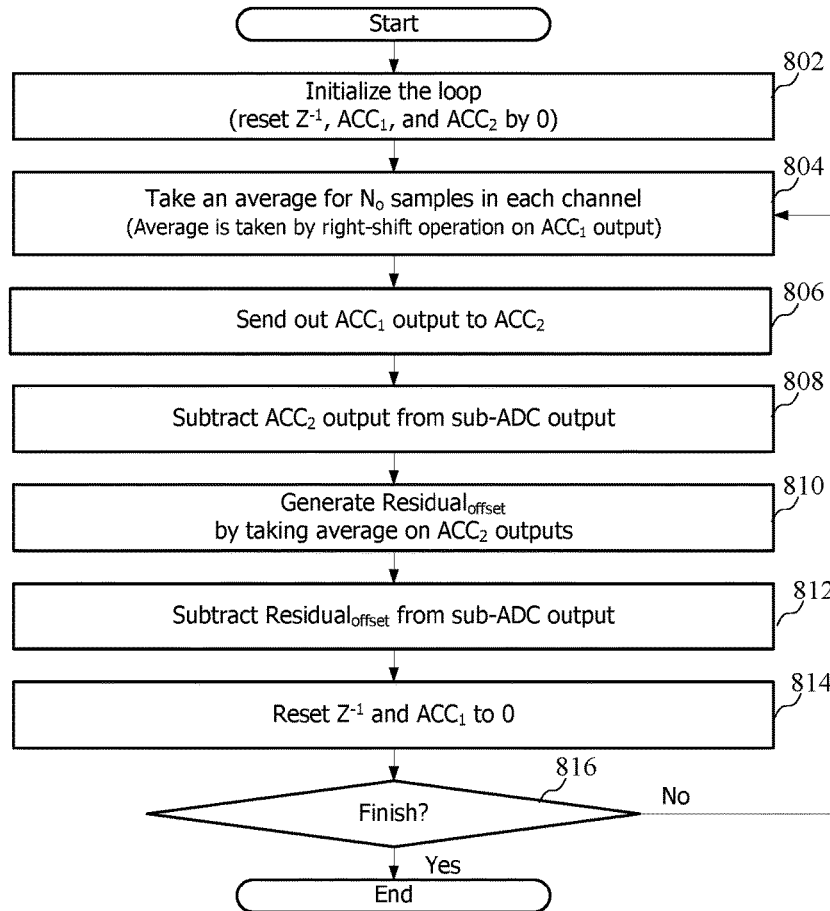 Start
802
Initialize the loop
(reset Z⁻¹, ACC₁, and ACC₂ by 0)
804
Take an average for Nₒ samples in each channel
(Average is taken by right-shift operation on ACC₁ output)
806
Send out ACC₁ output to ACC₂
808
Subtract ACC₂ output from sub-ADC output
810
Generate Residualoffset
by taking average on ACC₂ outputs
812
Subtract Residualoffset from sub-ADC output
814
Reset Z⁻¹ and ACC₁ to 0
816
Finish?
No
Yes
End